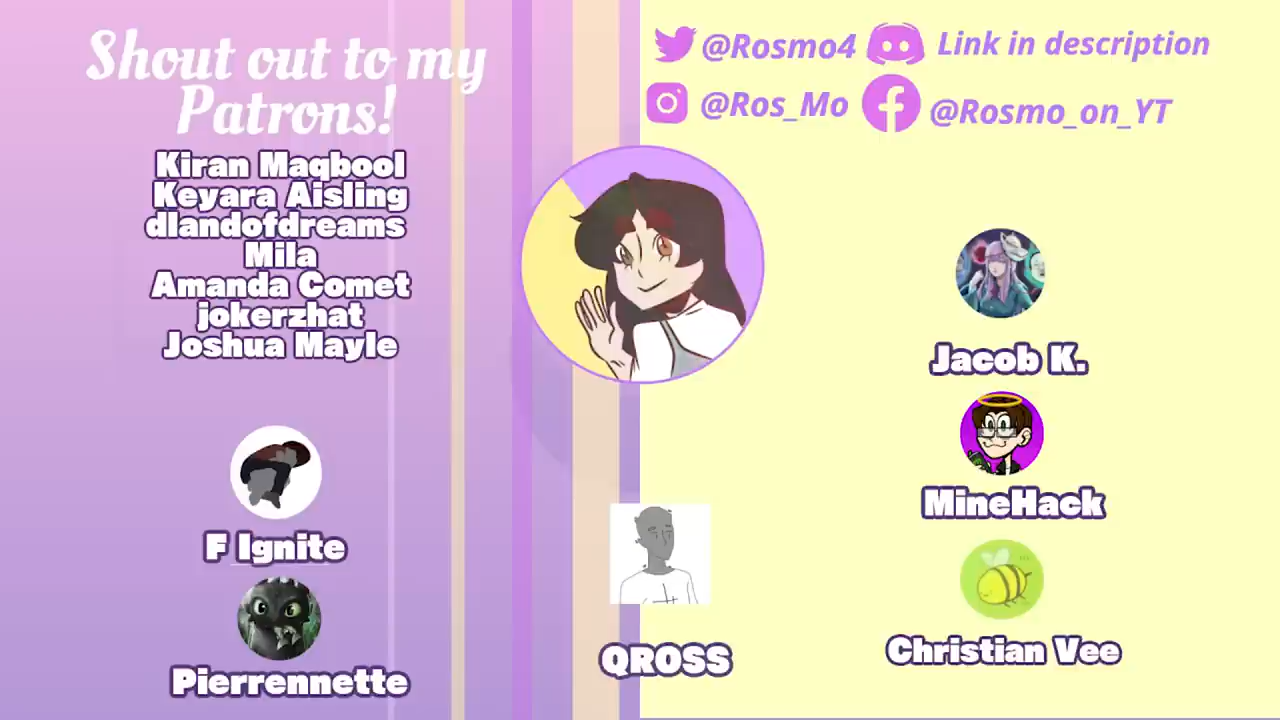 Shout out to my
Patrons!
Kiran Maqbool
Keyara Aisling
dlandofdreams
Mila
Amanda Comet
jokerzhat
Joshua Mayle
F Ignite
Pierrennette
QROSS
@Rosmo4
Link in description
@Ros_Mo
@Rosmo_on_YT
Jacob K.
MineHack
Christian Vee